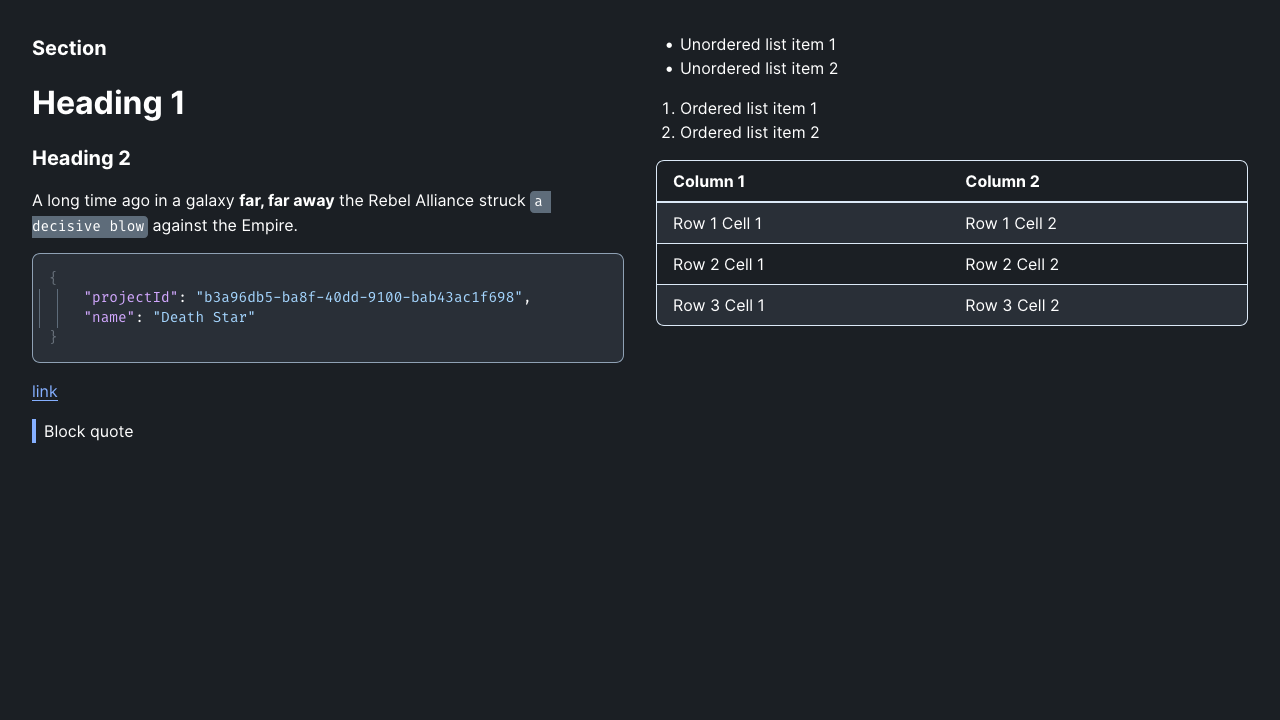 Section
Heading 1
Heading 2
A long time ago in a galaxy far, far away the Rebel Alliance struck a
decisive blow against the Empire.
{
"projectId": "b3a96db5-ba8f-40dd-9100-bab43ac1f698",
"name": "Death Star"
}
link
Block quote
• Unordered list item 1
• Unordered list item 2
1. Ordered list item 1
2. Ordered list item 2
Column 1 Column 2
Row 1 Cell 1 Row 1 Cell 2
Row 2 Cell 1 Row 2 Cell 2
Row 3 Cell 1 Row 3 Cell 2